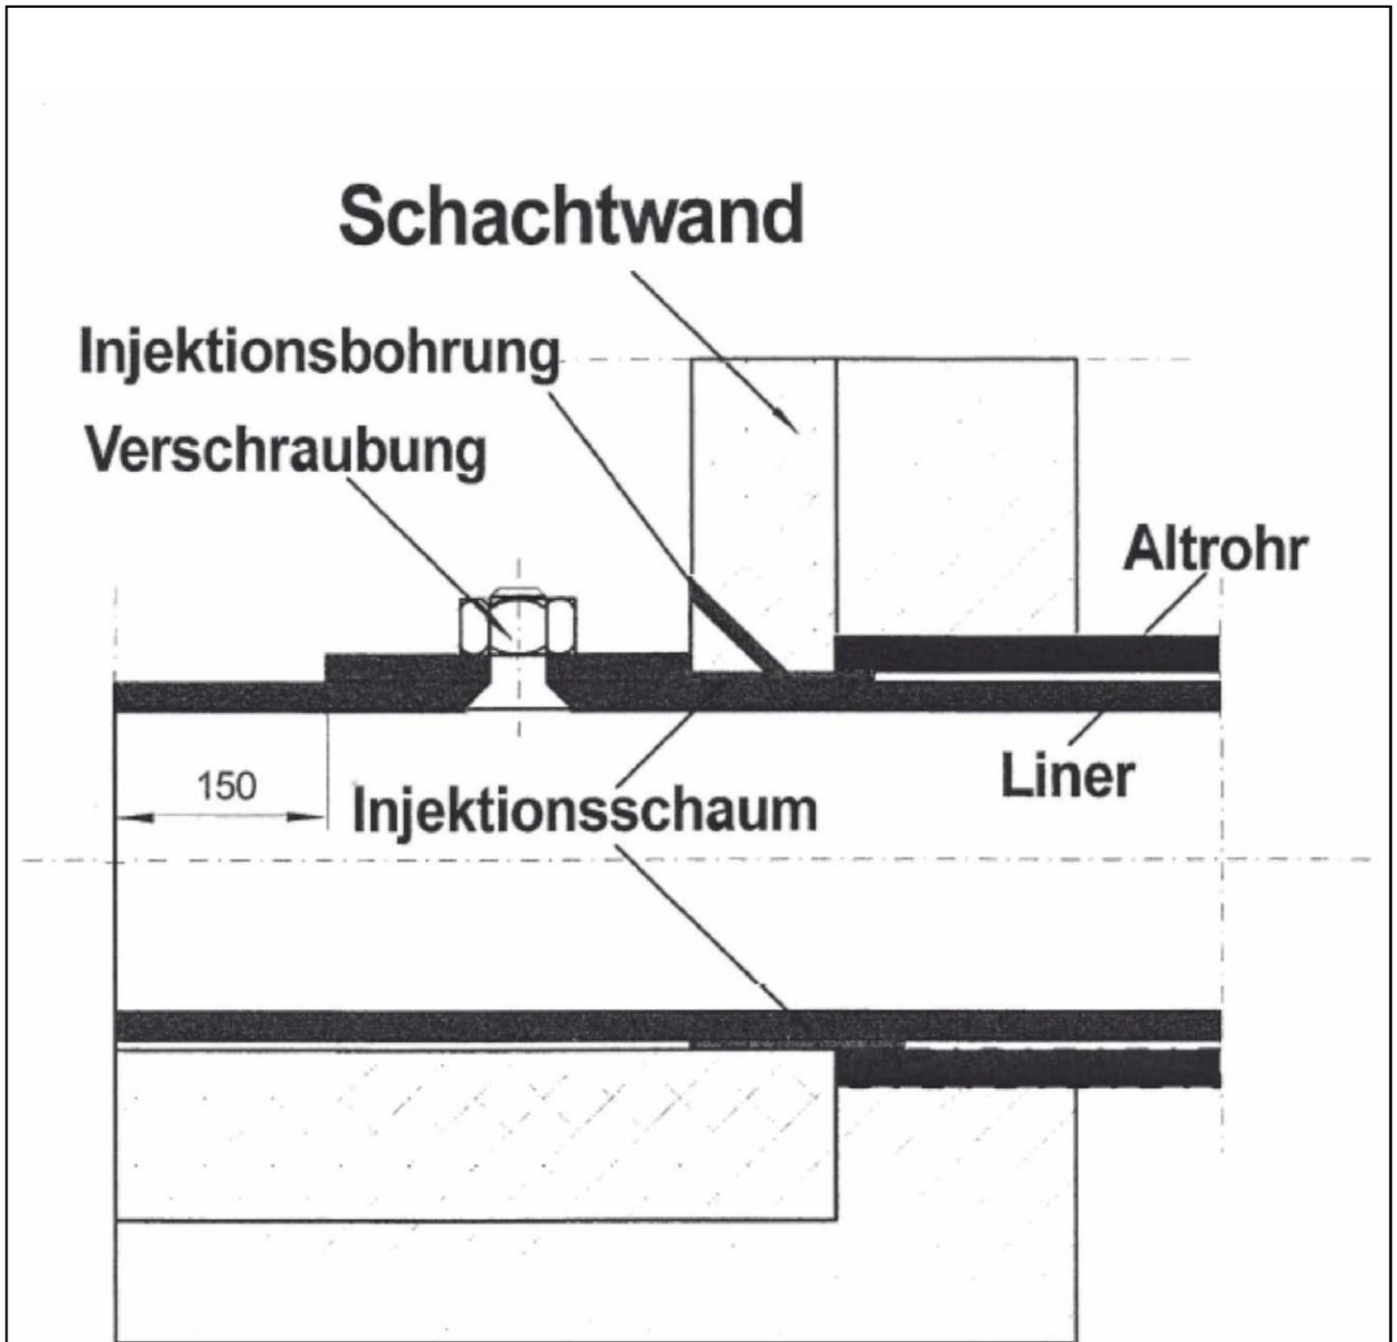 Schachtwand
Injektionsbohrung
Verschraubung
Altrohr
Liner
150
Injektionsschaum